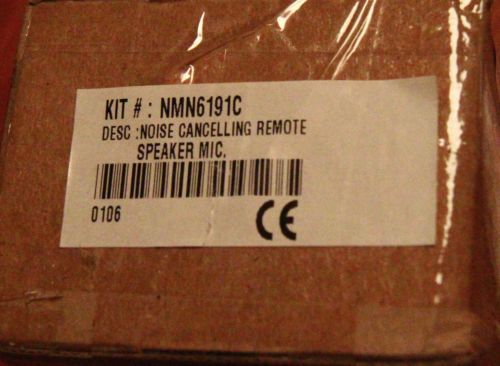 KIT # : NMN6191C
DESC :NOISE CANCELLING REMOTE
SPEAKER MIC.
0106
CE